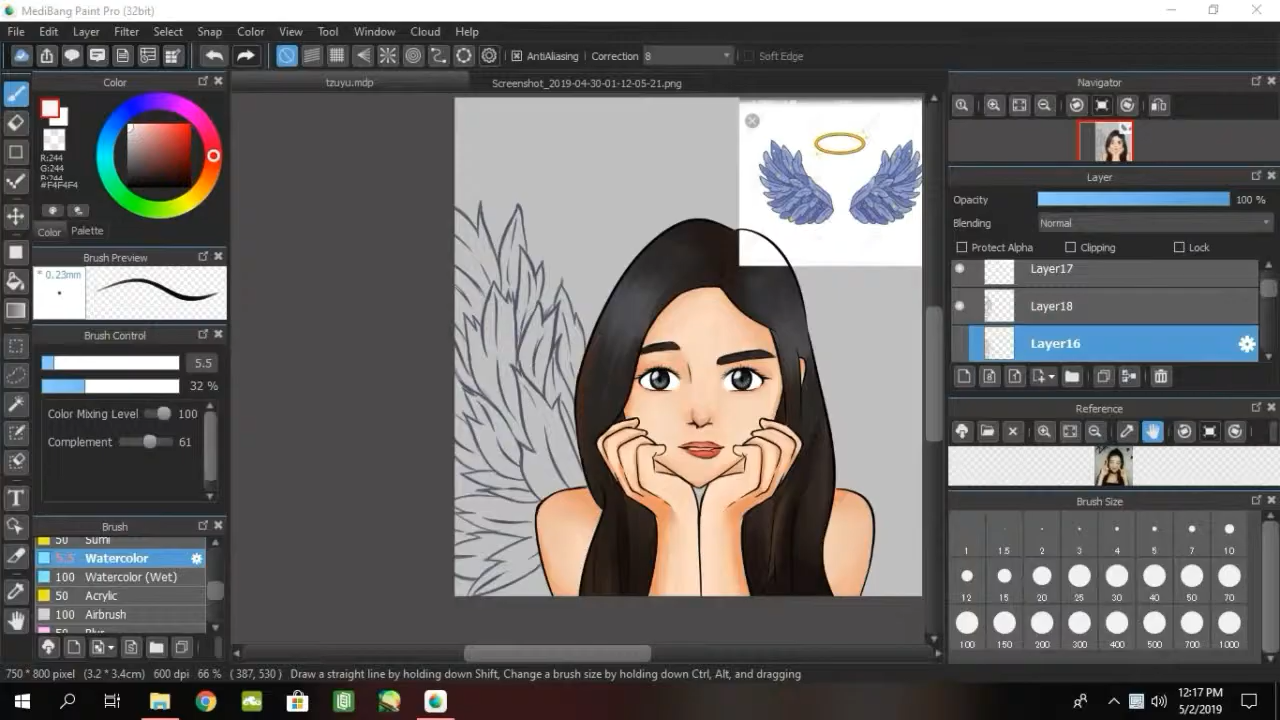 MediBang Paint Pro (32bit)
File Edit Layer Filter Select Snap Color View Tool Window Cloud Help
AntiAliasing Correction 8 Soft Edge
Color
tzuyu.mdp
Screenshot_2019-04-30-01-12-05-21.png
Navigator
R:244
G:244
B:244
#F4F4F4
Color Palette
Layer
Opacity 100 %
Blending Normal
Protect Alpha Clipping Lock
Layer17
Layer18
Layer16
Brush Preview
* 0.23mm
Brush Control
5.5
32 %
Color Mixing Level 100
Complement 61
Reference
Brush Size
1 1.5 2 3 4 5 7 10
12 15 20 25 30 40 50 70
100 150 200 300 400 500 700 1000
Brush
50 Sumi
5.5 Watercolor
100 Watercolor (Wet)
50 Acrylic
100 Airbrush
50 Blur
750 * 800 pixel (3.2 * 3.4cm) 600 dpi 66 % ( 387, 530 ) Draw a straight line by holding down Shift, Change a brush size by holding down Ctrl, Alt, and dragging
12:17 PM
5/2/2019